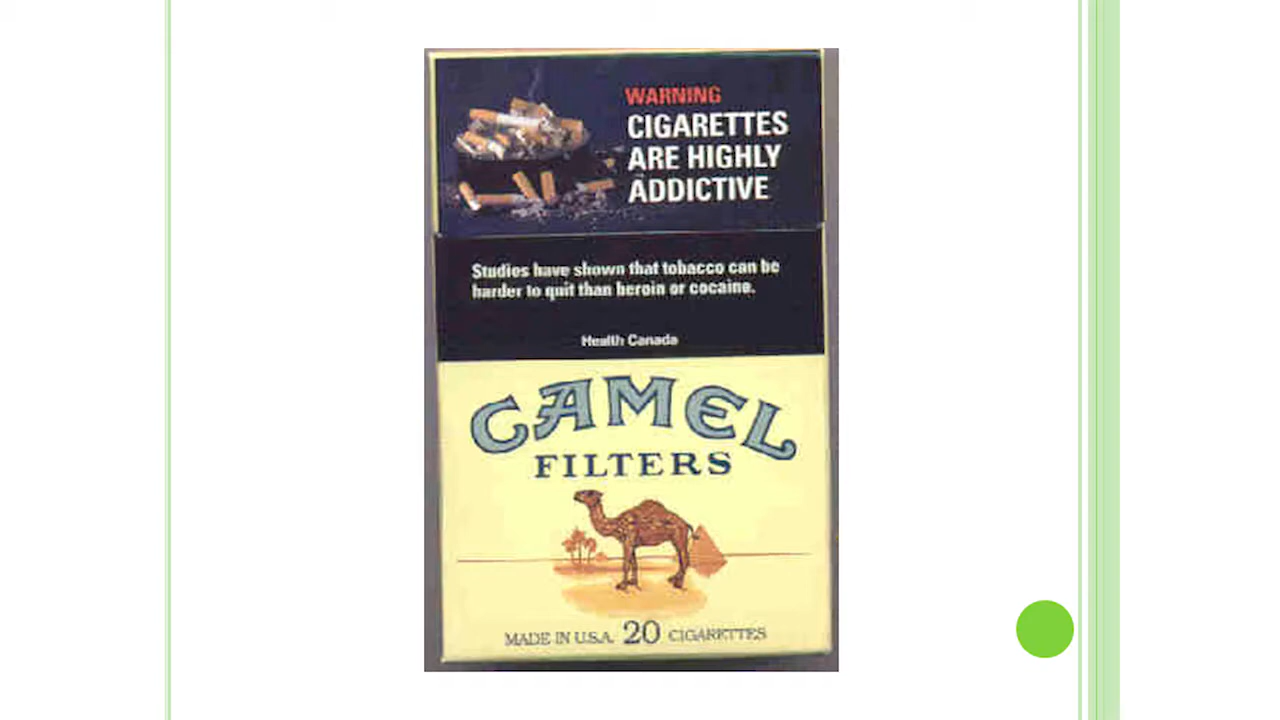 WARNING
CIGARETTES
ARE HIGHLY
ADDICTIVE
Studies have shown that tobacco can be
harder to quit than heroin or cocaine.
Health Canada
CAMEL
FILTERS
MADE IN U.S.A. 20 CIGARETTES